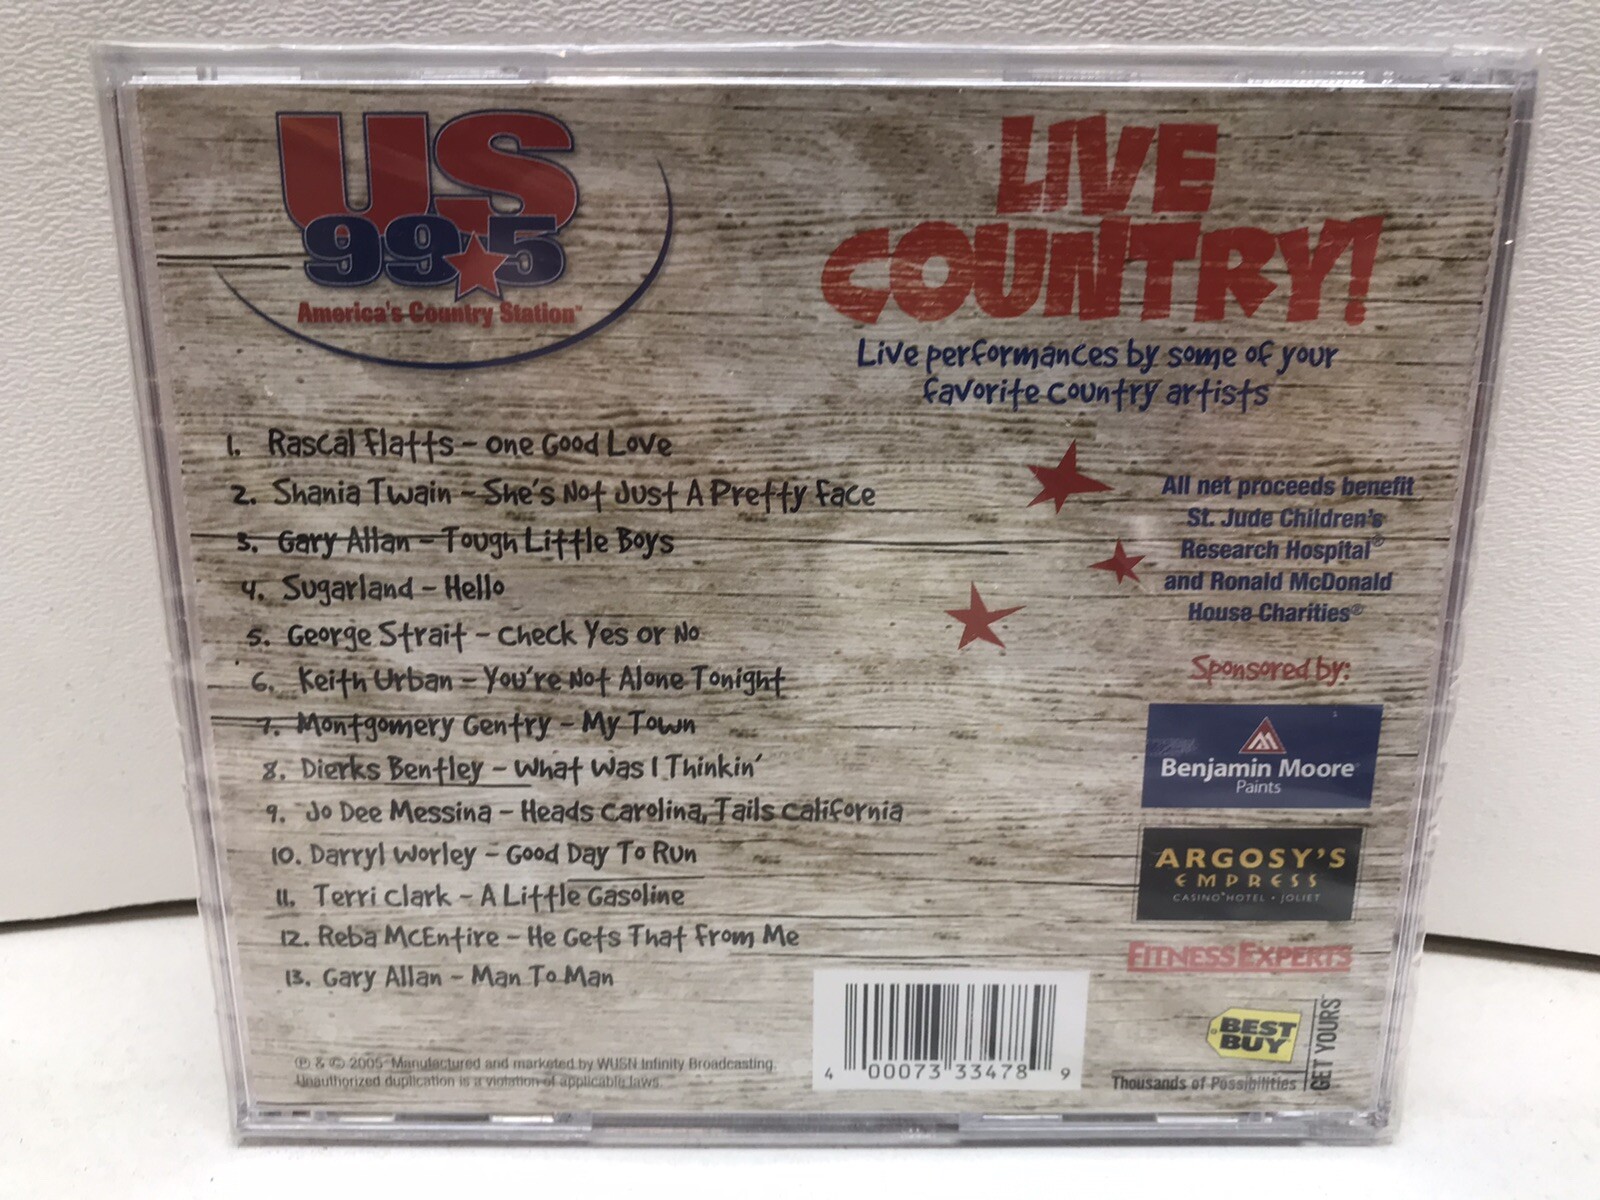 US
99.5
America's Country Station™
LIVE
COUNTRY!
Live performances by some of your
favorite country artists
1. Rascal Flatts - One Good Love
2. Shania Twain - She's Not Just A Pretty Face
3. Gary Allan - Tough Little Boys
4. Sugarland - Hello
5. George Strait - Check Yes or No
6. Keith Urban - You're Not Alone Tonight
7. Montgomery Gentry - My Town
8. Dierks Bentley - What Was I Thinkin'
9. Jo Dee Messina - Heads Carolina, Tails California
10. Darryl Worley - Good Day To Run
11. Terri Clark - A Little Gasoline
12. Reba McEntire - He Gets That From Me
13. Gary Allan - Man To Man
All net proceeds benefit
St. Jude Children's
Research Hospital®
and Ronald McDonald
House Charities®
Sponsored by:
Benjamin Moore®
Paints
ARGOSY'S
EMPRESS
CASINO • HOTEL • JOLIET
FITNESS EXPERTS
BEST
BUY
Thousands of Possibilities
GET YOURS™
℗ & © 2005 Manufactured and marketed by WUSN Infinity Broadcasting.
Unauthorized duplication is a violation of applicable laws.
4 00073 33478 9